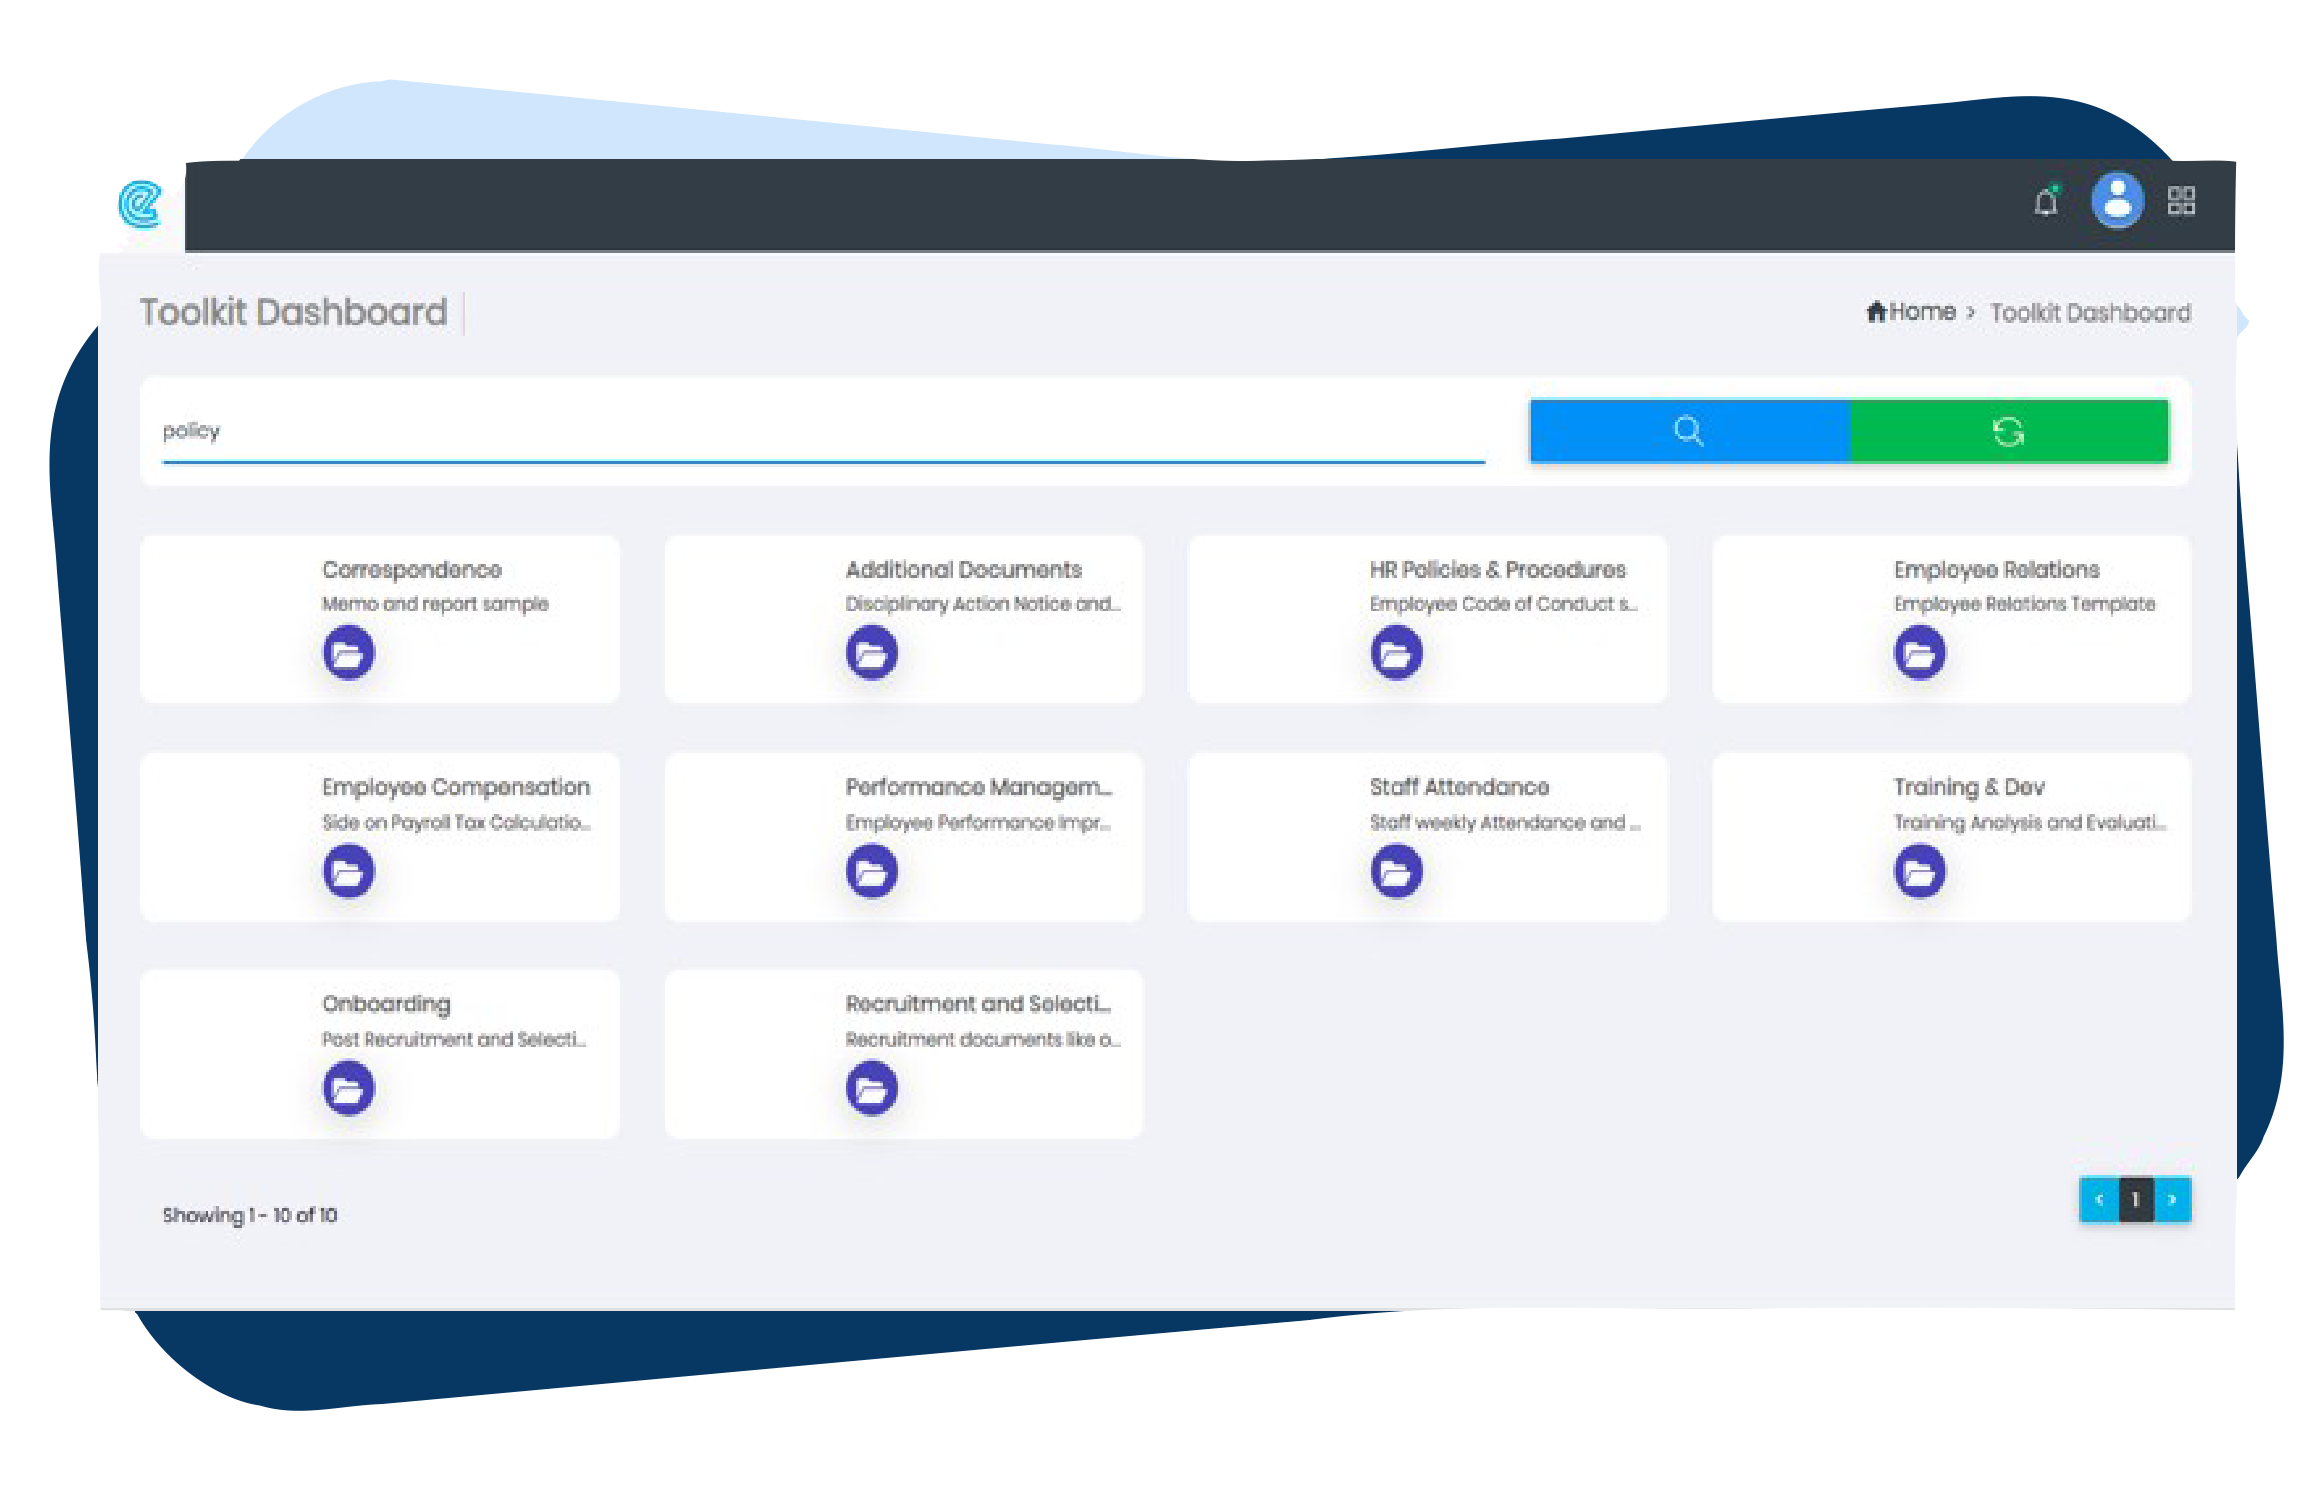 Toolkit Dashboard
Home > Toolkit Dashboard
policy
Correspondence
Memo and report sample
Additional Documents
Disciplinary Action Notice and...
HR Policies & Procedures
Employee Code of Conduct s...
Employee Relations
Employee Relations Template
Employee Compensation
Side on Payroll Tax Calculatio...
Performance Managem...
Employee Performance Impr...
Staff Attendance
Staff weekly Attendance and ...
Training & Dev
Training Analysis and Evaluati...
Onboarding
Post Recruitment and Selecti...
Recruitment and Selecti...
Recruitment documents like o...
Showing 1 - 10 of 10
< 1 >